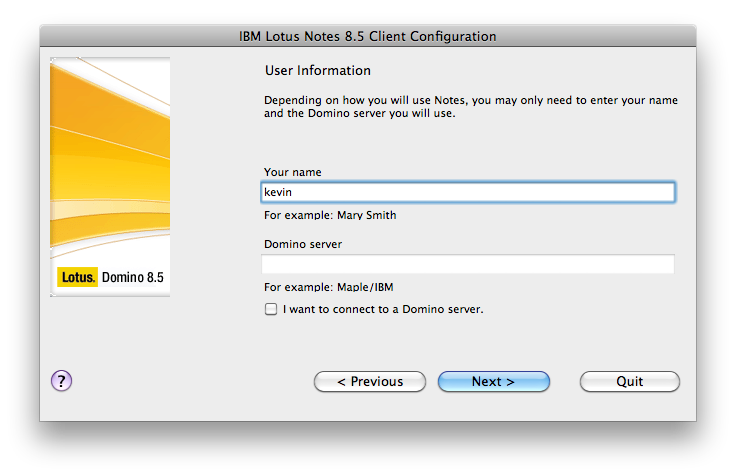 IBM Lotus Notes 8.5 Client Configuration
User Information
Depending on how you will use Notes, you may only need to enter your name
and the Domino server you will use.
Your name
kevin
For example: Mary Smith
Domino server
For example: Maple/IBM
I want to connect to a Domino server.
Lotus. Domino 8.5
?
< Previous
Next >
Quit